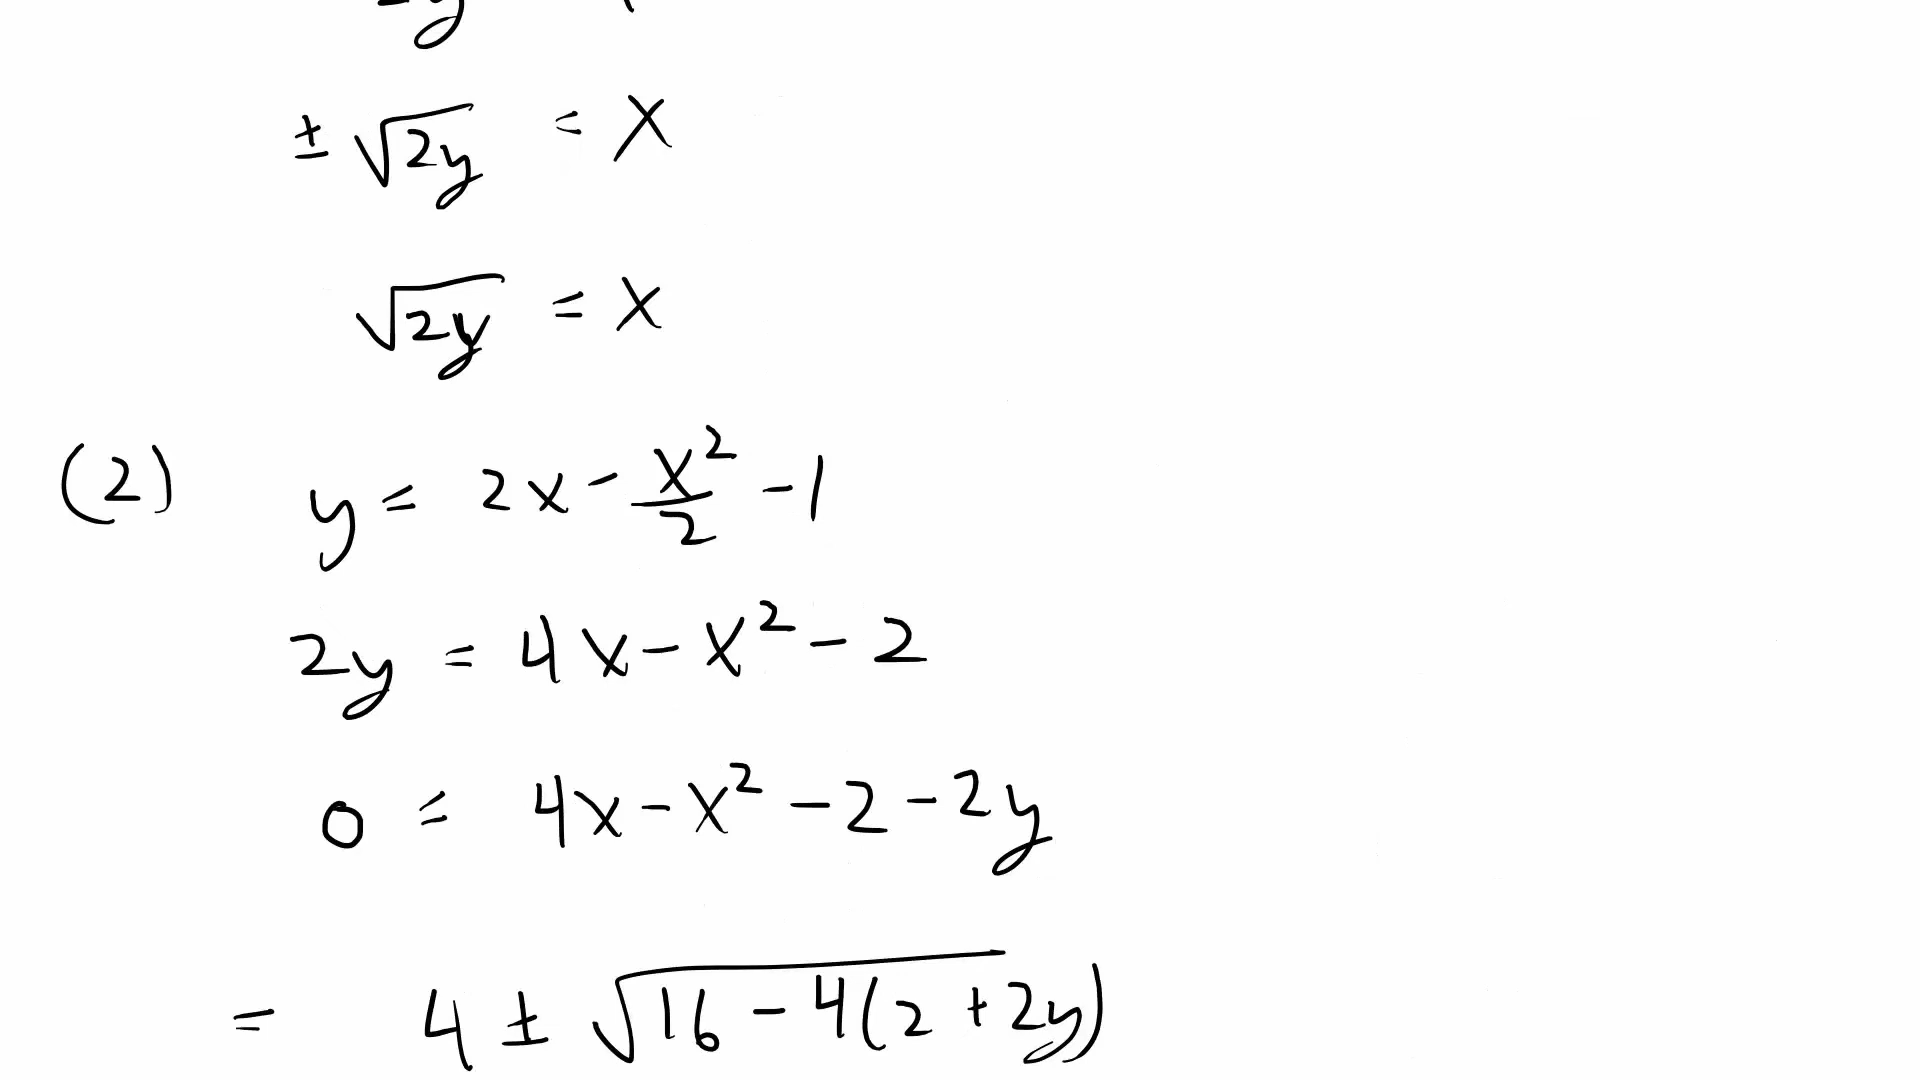 ± √2y = x
√2y = x
(2) y = 2x - x²/2 - 1
2y = 4x - x² - 2
0 = 4x - x² - 2 - 2y
= 4 ± √16 - 4(2 + 2y)